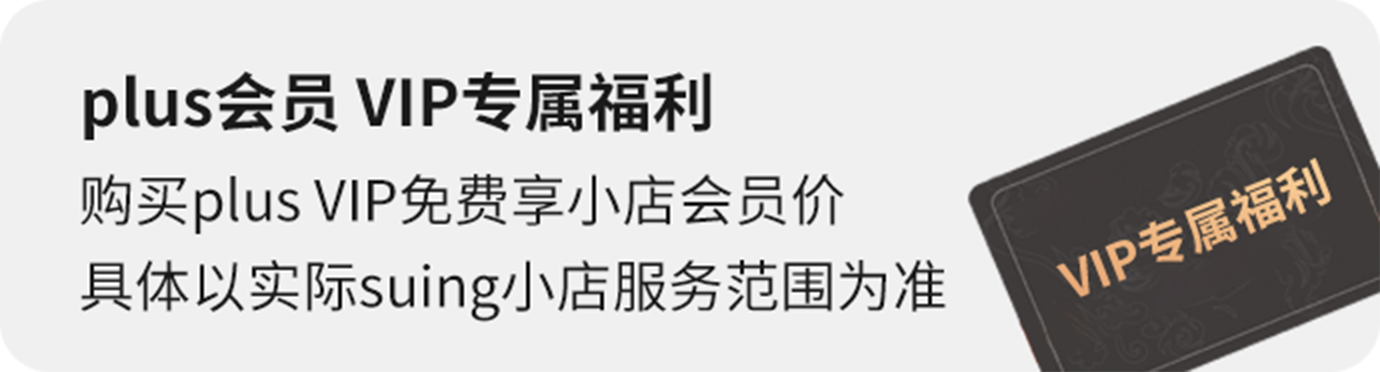 plus会员 VIP专属福利
购买plus VIP免费享小店会员价
具体以实际suing小店服务范围为准
VIP专属福利